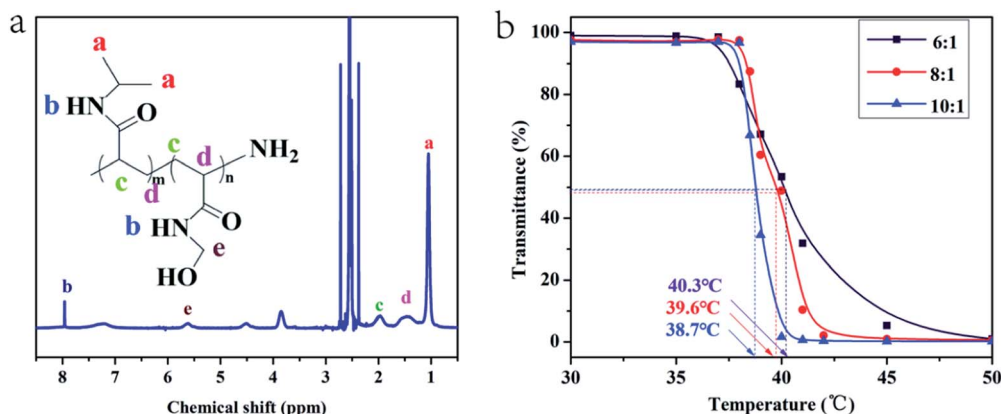 a
a
a
b
HN
O
c
m
d
c
d
n
NH₂
b
HN
O
e
HO
a
b
e
c
d
8
7
6
5
4
3
2
1
Chemical shift (ppm)
b
100
80
60
40
20
0
Transmittance (%)
6:1
8:1
10:1
40.3℃
39.6℃
38.7℃
30
35
40
45
50
Temperature (℃)